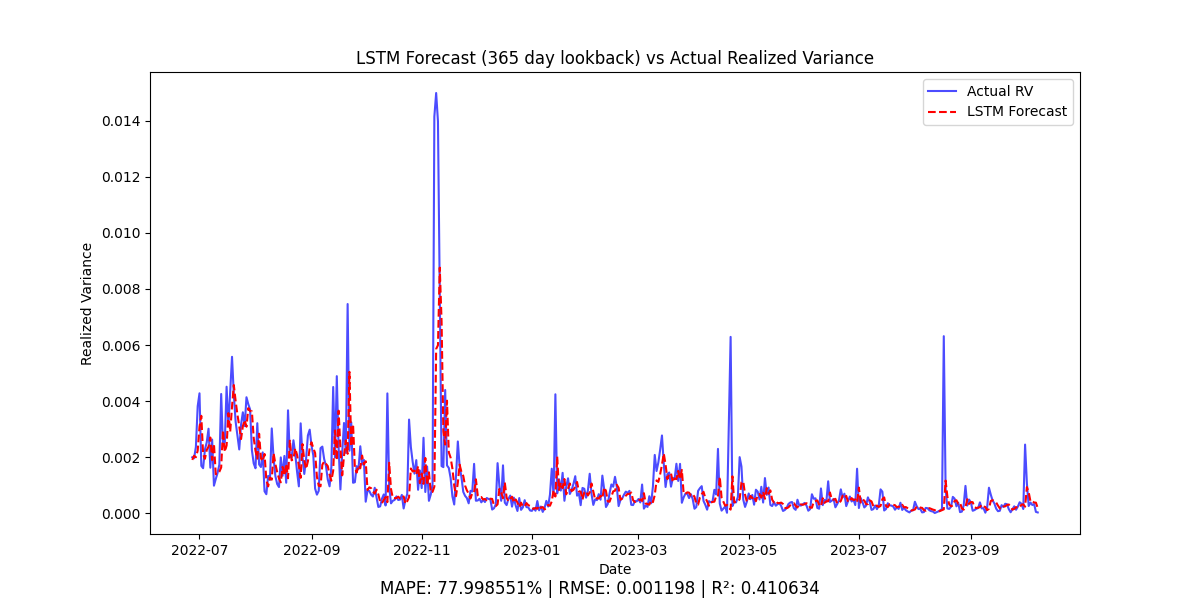 LSTM Forecast (365 day lookback) vs Actual Realized Variance
Actual RV
LSTM Forecast
Realized Variance
0.014
0.012
0.010
0.008
0.006
0.004
0.002
0.000
2022-07 2022-09 2022-11 2023-01 2023-03 2023-05 2023-07 2023-09
Date
MAPE: 77.998551% | RMSE: 0.001198 | R²: 0.410634